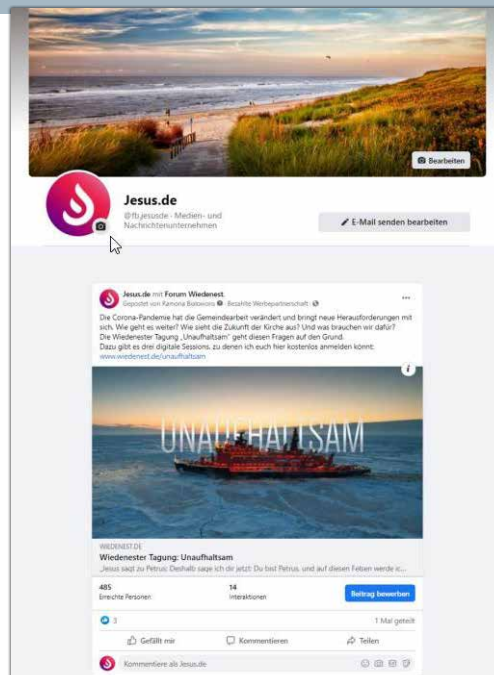 Bearbeiten
Jesus.de
@fb.jesusde · Medien- und
Nachrichtenunternehmen
E-Mail senden bearbeiten
Jesus.de mit Forum Wiedenest.
Gepostet von Ramona · Bezahlte Werbepartnerschaft ·
Die Corona-Pandemie hat die Gemeindearbeit verändert und bringt neue Herausforderungen mit
sich. Wie geht es weiter? Wie sieht die Zukunft der Kirche aus? Und was brauchen wir dafür?
Die Wiedenester Tagung „Unaufhaltsam" geht diesen Fragen auf den Grund.
Dazu gibt es drei digitale Sessions, zu denen ich euch hier kostenlos anmelden könnt:
www.wiedenest.de/unaufhaltsam
UNAUFHALTSAM
WIEDENEST.DE
Wiedenester Tagung: Unaufhaltsam
„Jesus sagt zu Petrus: Deshalb sage ich dir jetzt: Du bist Petrus, und auf diesen Felsen werde ic...
485
Erreichte Personen
14
Interaktionen
Beitrag bewerben
3
1 Mal geteilt
Gefällt mir
Kommentieren
Teilen
Kommentiere als Jesus.de